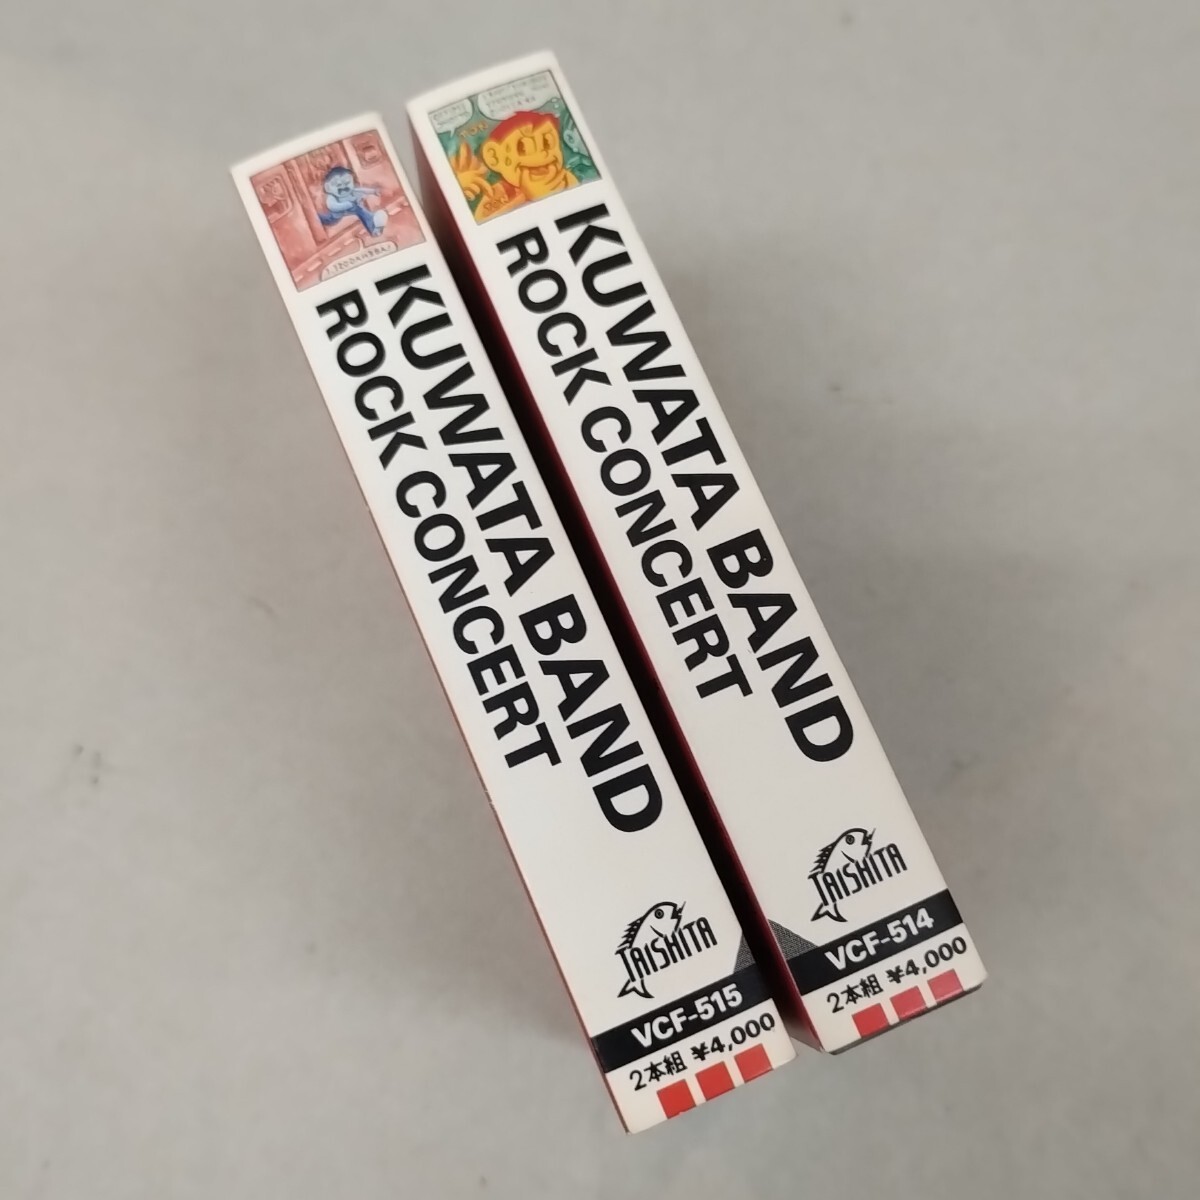 KUWATA BAND
ROCK CONCERT
TAISHITA
VCF-515
2本組 ¥4,000
KUWATA BAND
ROCK CONCERT
TAISHITA
VCF-514
2本組 ¥4,000